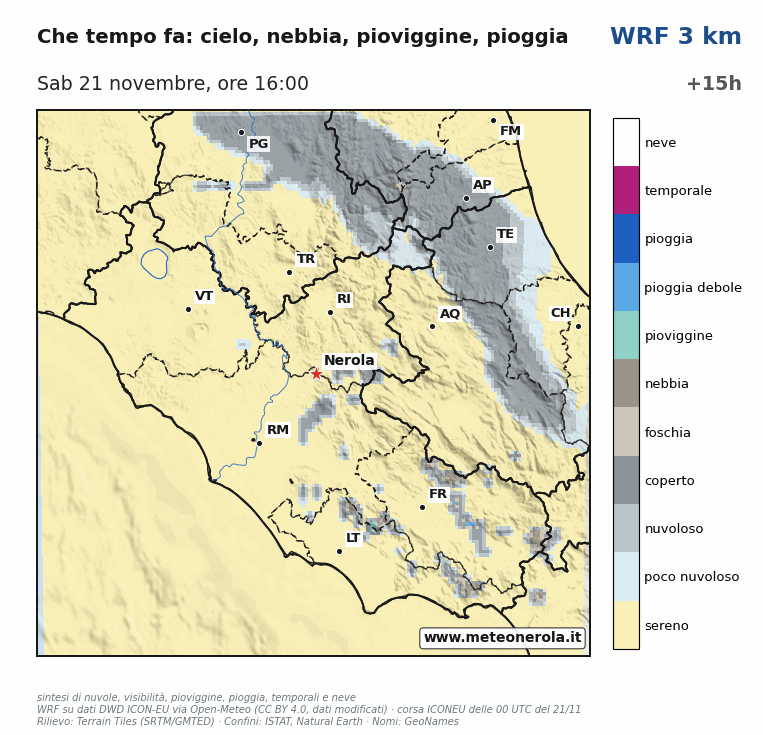 Che tempo fa: cielo, nebbia, pioviggine, pioggia
WRF 3 km
Sab 21 novembre, ore 16:00
+15h
FM
PG
AP
TE
TR
VT
RI
AQ
CH
Nerola
RM
FR
LT
www.meteonerola.it
neve
temporale
pioggia
pioggia debole
pioviggine
nebbia
foschia
coperto
nuvoloso
poco nuvoloso
sereno
sintesi di nuvole, visibilità, pioviggine, pioggia, temporali e neve
WRF su dati DWD ICON-EU via Open-Meteo (CC BY 4.0, dati modificati) · corsa ICONEU delle 00 UTC del 21/11
Rilievo: Terrain Tiles (SRTM/GMTED) · Confini: ISTAT, Natural Earth · Nomi: GeoNames